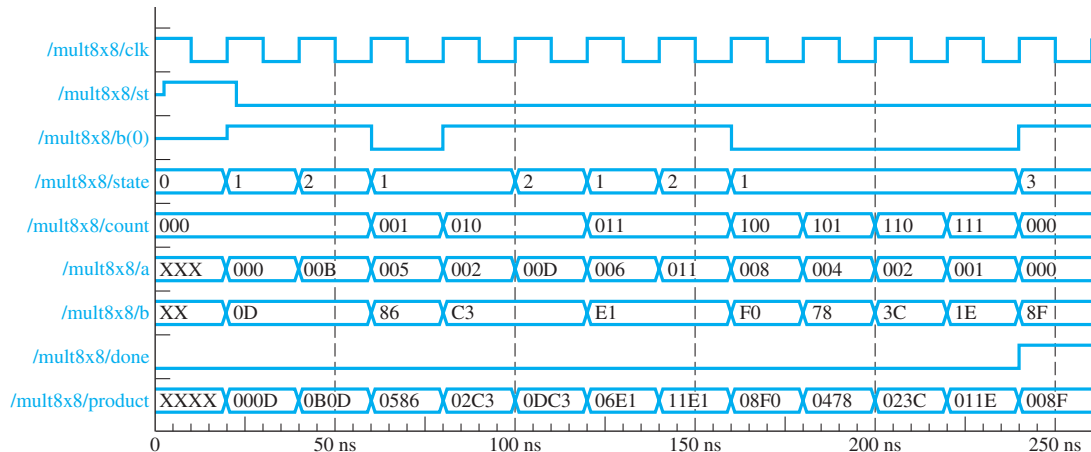 /mult8x8/clk
/mult8x8/st
/mult8x8/b(0)
/mult8x8/state 0 1 2 1 2 1 2 1 3
/mult8x8/count 000 001 010 011 100 101 110 111 000
/mult8x8/a XXX 000 00B 005 002 00D 006 011 008 004 002 001 000
/mult8x8/b XX 0D 86 C3 E1 F0 78 3C 1E 8F
/mult8x8/done
/mult8x8/product XXXX 000D 0B0D 0586 02C3 0DC3 06E1 11E1 08F0 0478 023C 011E 008F
0 50 ns 100 ns 150 ns 200 ns 250 ns